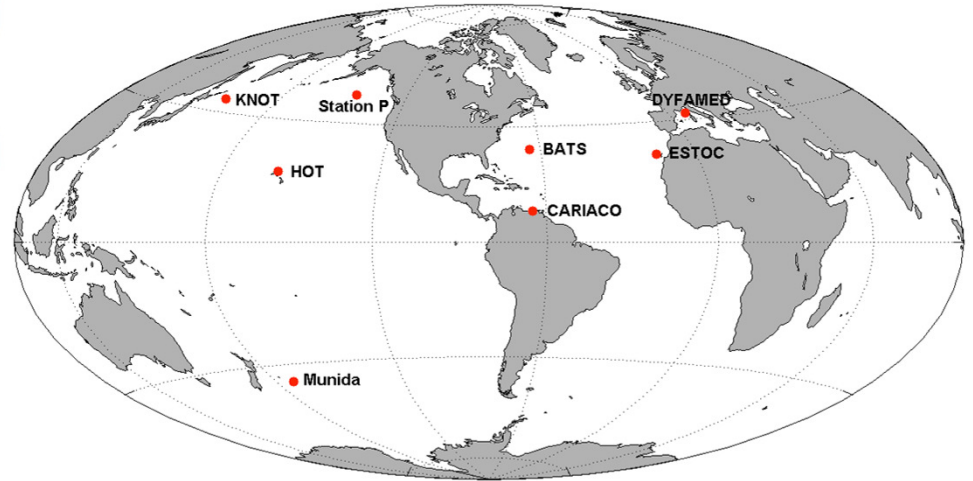 KNOT
Station P
DYFAMED
BATS
ESTOC
HOT
CARIACO
Munida